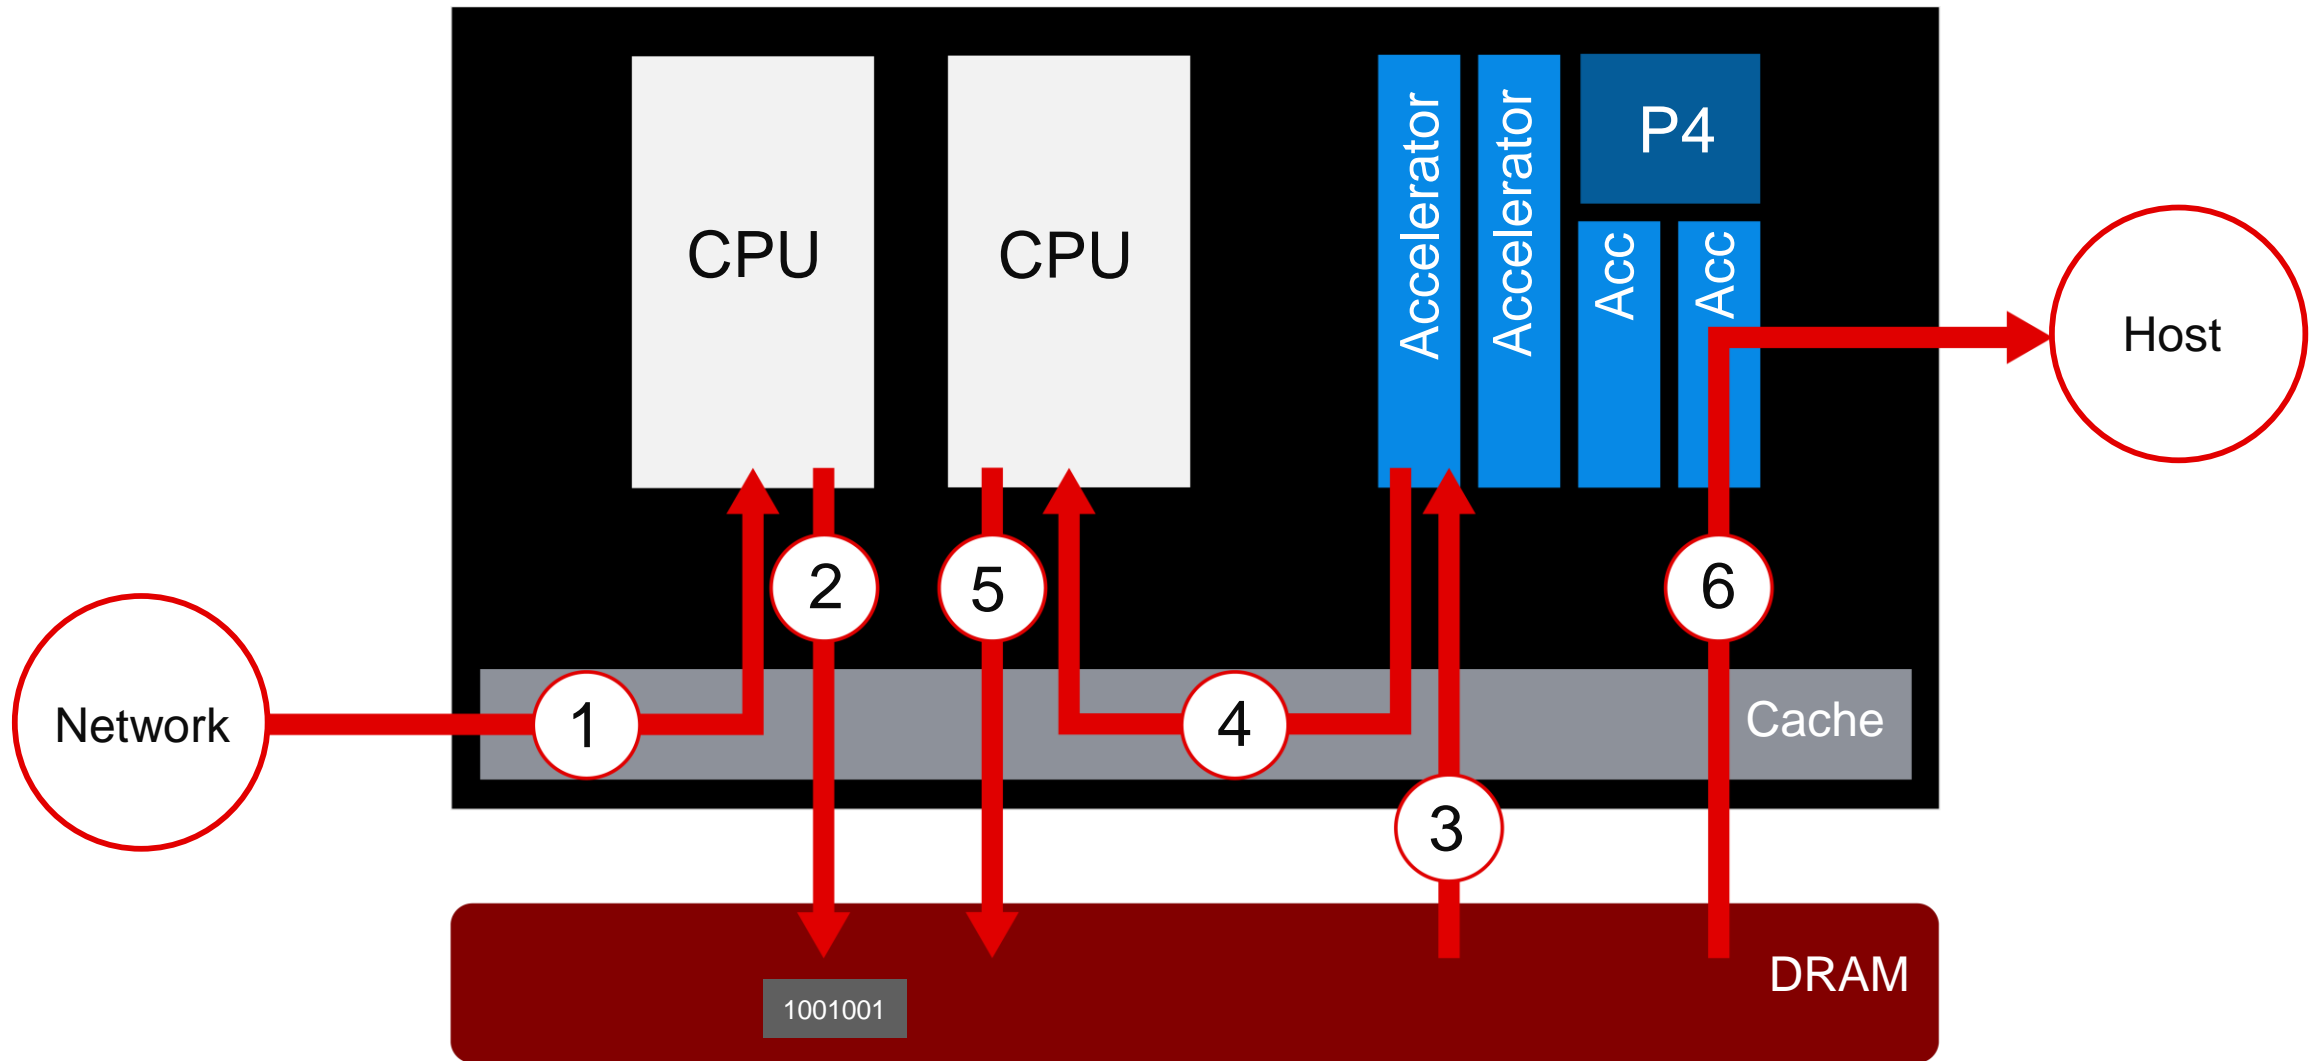 CPU
CPU
Accelerator
Accelerator
P4
Acc
Acc
Host
2
5
6
Network
1
4
Cache
3
DRAM
1001001